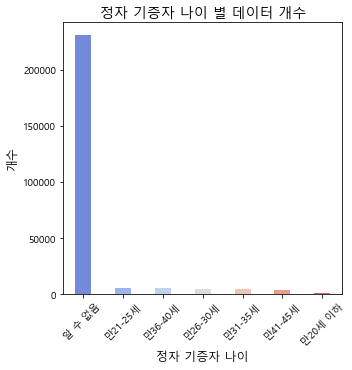 정자 기증자 나이 별 데이터 개수
개수
200000
150000
100000
50000
0
알 수 없음
만21-25세
만36-40세
만26-30세
만31-35세
만41-45세
만20세 이하
정자 기증자 나이